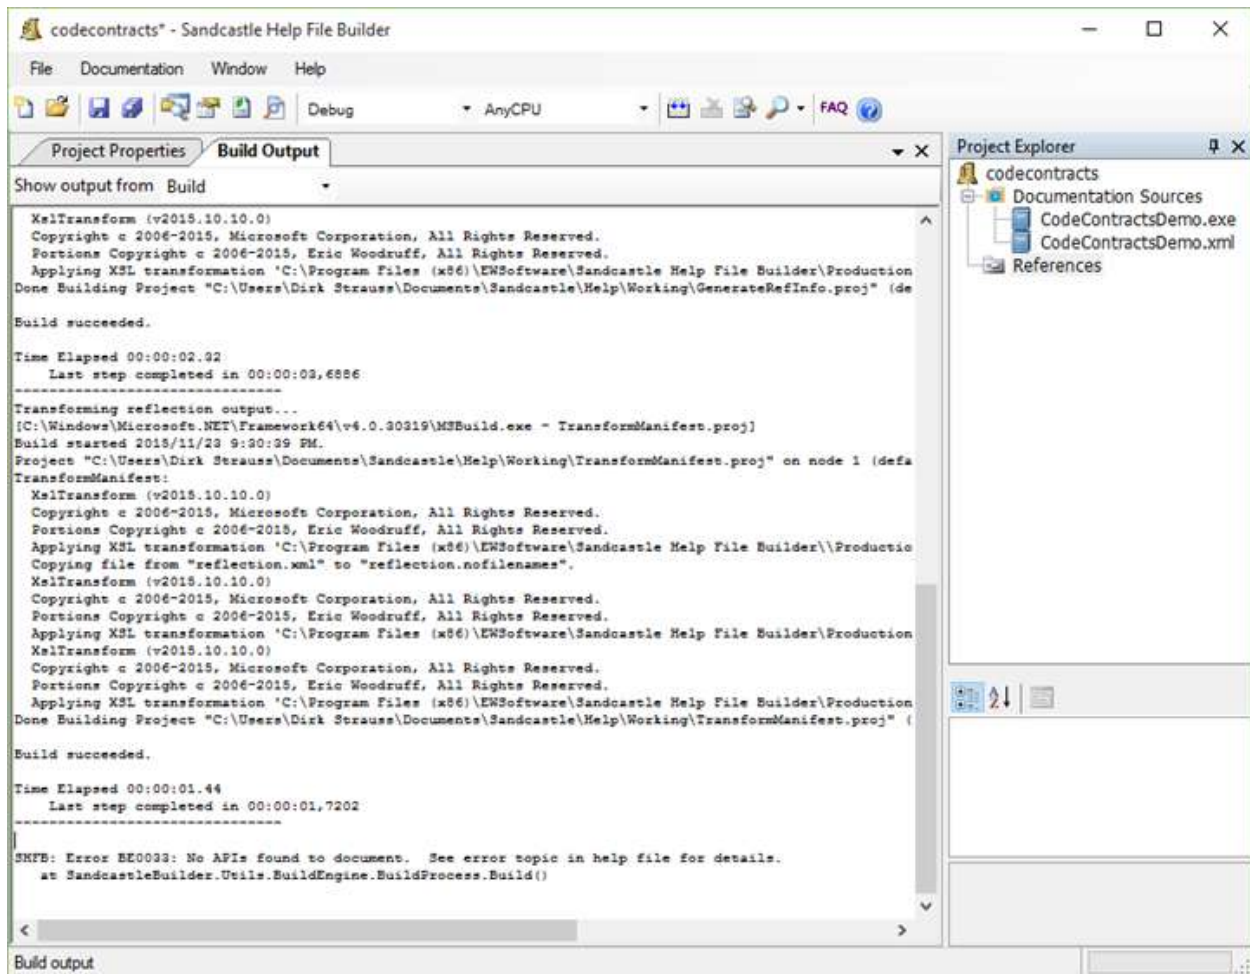 codecontracts* - Sandcastle Help File Builder
File Documentation Window Help
Debug AnyCPU FAQ
Project Properties Build Output
Show output from Build
XslTransform (v2015.10.10.0)
Copyright c 2006-2015, Microsoft Corporation, All Rights Reserved.
Portions Copyright c 2006-2015, Eric Woodruff, All Rights Reserved.
Applying XSL transformation 'C:\Program Files (x86)\EWSoftware\Sandcastle Help File Builder\Production
Done Building Project "C:\Users\Dirk Strauss\Documents\Sandcastle\Help\Working\GenerateRefInfo.proj" (de
Build succeeded.
Time Elapsed 00:00:02.32
Last step completed in 00:00:03,6886
-------------------------------
Transforming reflection output...
[C:\Windows\Microsoft.NET\Framework64\v4.0.30319\MSBuild.exe - TransformManifest.proj]
Build started 2015/11/23 9:30:39 PM.
Project "C:\Users\Dirk Strauss\Documents\Sandcastle\Help\Working\TransformManifest.proj" on node 1 (defa
TransformManifest:
XslTransform (v2015.10.10.0)
Copyright c 2006-2015, Microsoft Corporation, All Rights Reserved.
Portions Copyright c 2006-2015, Eric Woodruff, All Rights Reserved.
Applying XSL transformation 'C:\Program Files (x86)\EWSoftware\Sandcastle Help File Builder\\Productio
Copying file from "reflection.xml" to "reflection.nofilenames".
XslTransform (v2015.10.10.0)
Copyright c 2006-2015, Microsoft Corporation, All Rights Reserved.
Portions Copyright c 2006-2015, Eric Woodruff, All Rights Reserved.
Applying XSL transformation 'C:\Program Files (x86)\EWSoftware\Sandcastle Help File Builder\Production
XslTransform (v2015.10.10.0)
Copyright c 2006-2015, Microsoft Corporation, All Rights Reserved.
Portions Copyright c 2006-2015, Eric Woodruff, All Rights Reserved.
Applying XSL transformation 'C:\Program Files (x86)\EWSoftware\Sandcastle Help File Builder\Production
Done Building Project "C:\Users\Dirk Strauss\Documents\Sandcastle\Help\Working\TransformManifest.proj" (
Build succeeded.
Time Elapsed 00:00:01.44
Last step completed in 00:00:01,7202
-------------------------------
SHFB: Error BE0033: No APIs found to document. See error topic in help file for details.
at SandcastleBuilder.Utils.BuildEngine.BuildProcess.Build()
Build output
Project Explorer
codecontracts
Documentation Sources
CodeContractsDemo.exe
CodeContractsDemo.xml
References